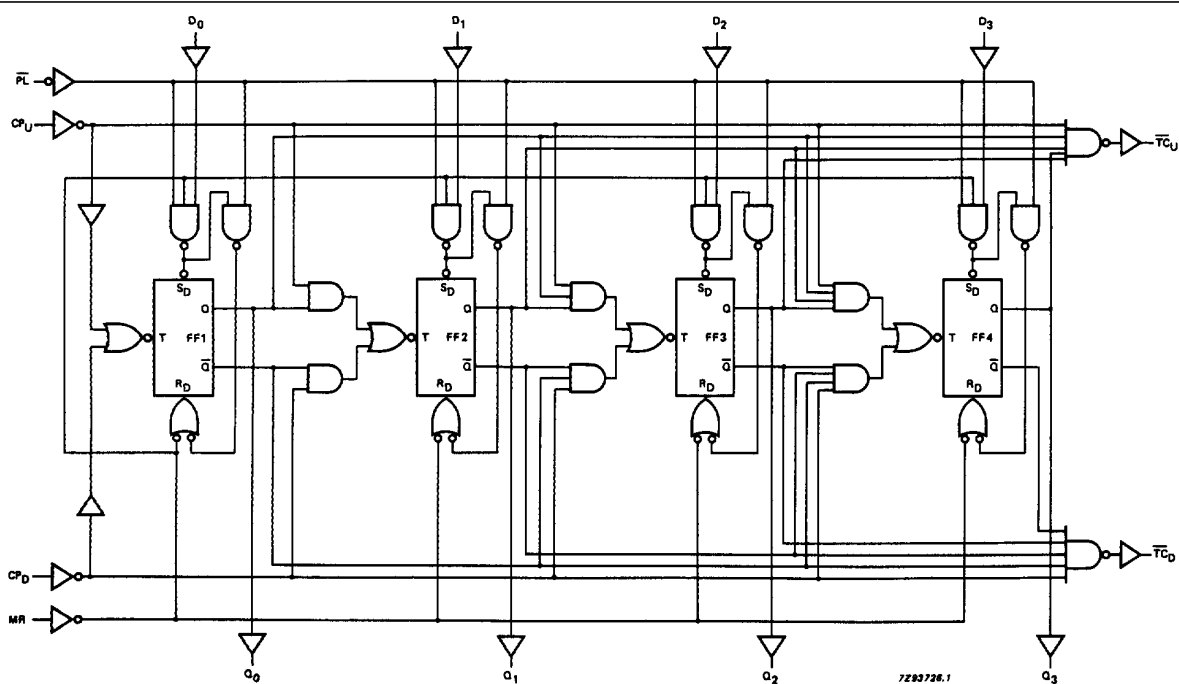 D0 D1 D2 D3
PL
CPU
TCU
SD SD SD SD
Q Q Q Q
T FF1 T FF2 T FF3 T FF4
Q Q Q Q
RD RD RD RD
TCD
CPD
MR
Q0 Q1 Q2 Q3
7Z93726.1